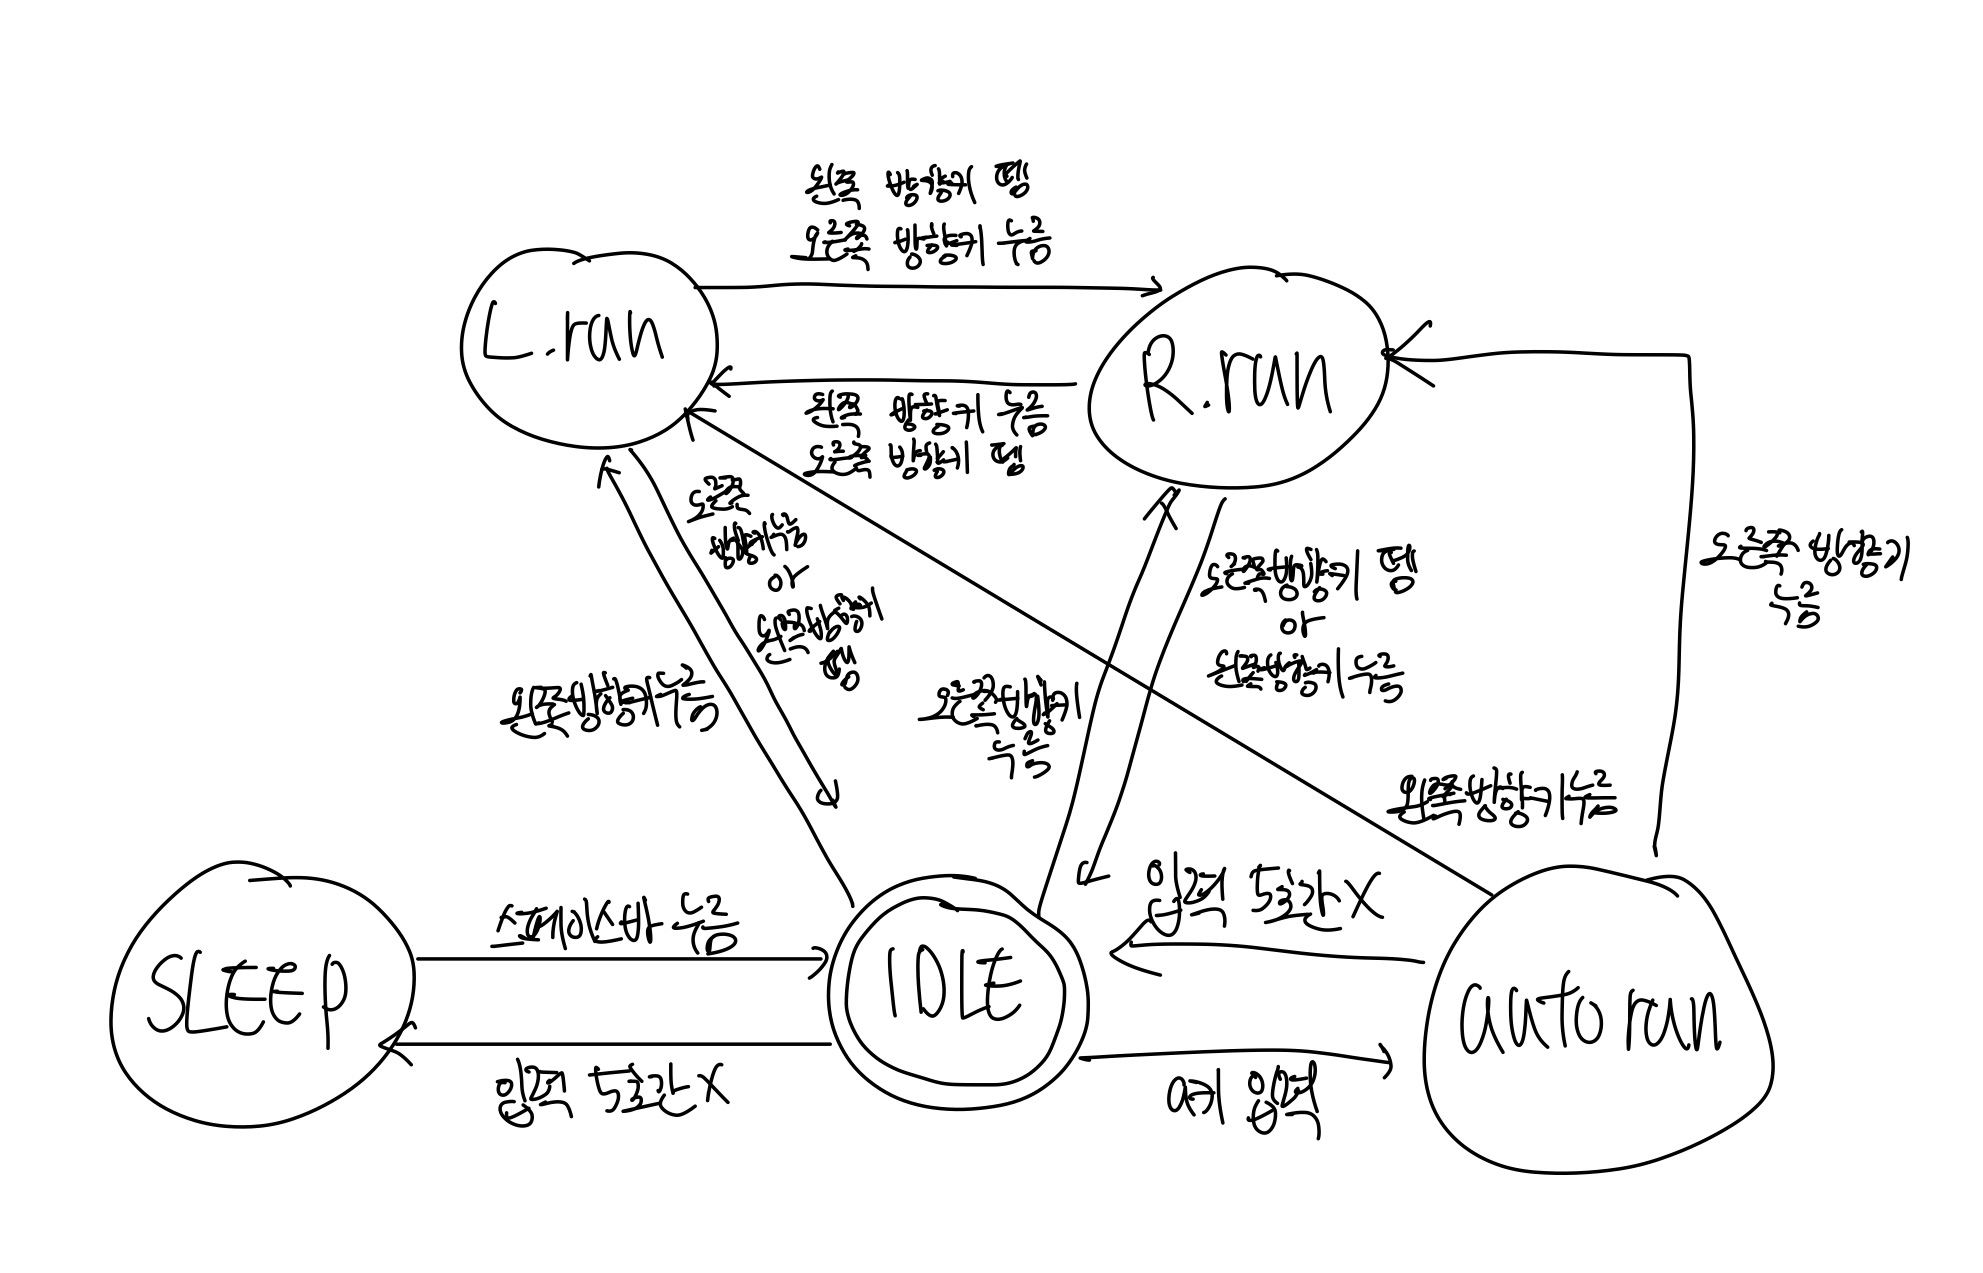 왼쪽 방향키 뗌
오른쪽 방향키 누름
L.ran
R.ran
왼쪽 방향키 누름
오른쪽 방향키 뗌
오른쪽
방향키누름
or
왼쪽방향키
뗌
왼쪽방향키누름
오른쪽방향키
누름
오른쪽방향키 뗌
or
왼쪽방향키누름
오른쪽 방향키
누름
왼쪽방향키누름
스페이스바 누름
입력 5초간 X
SLEEP
IDLE
auto ran
입력 5초간 X
a키 입력